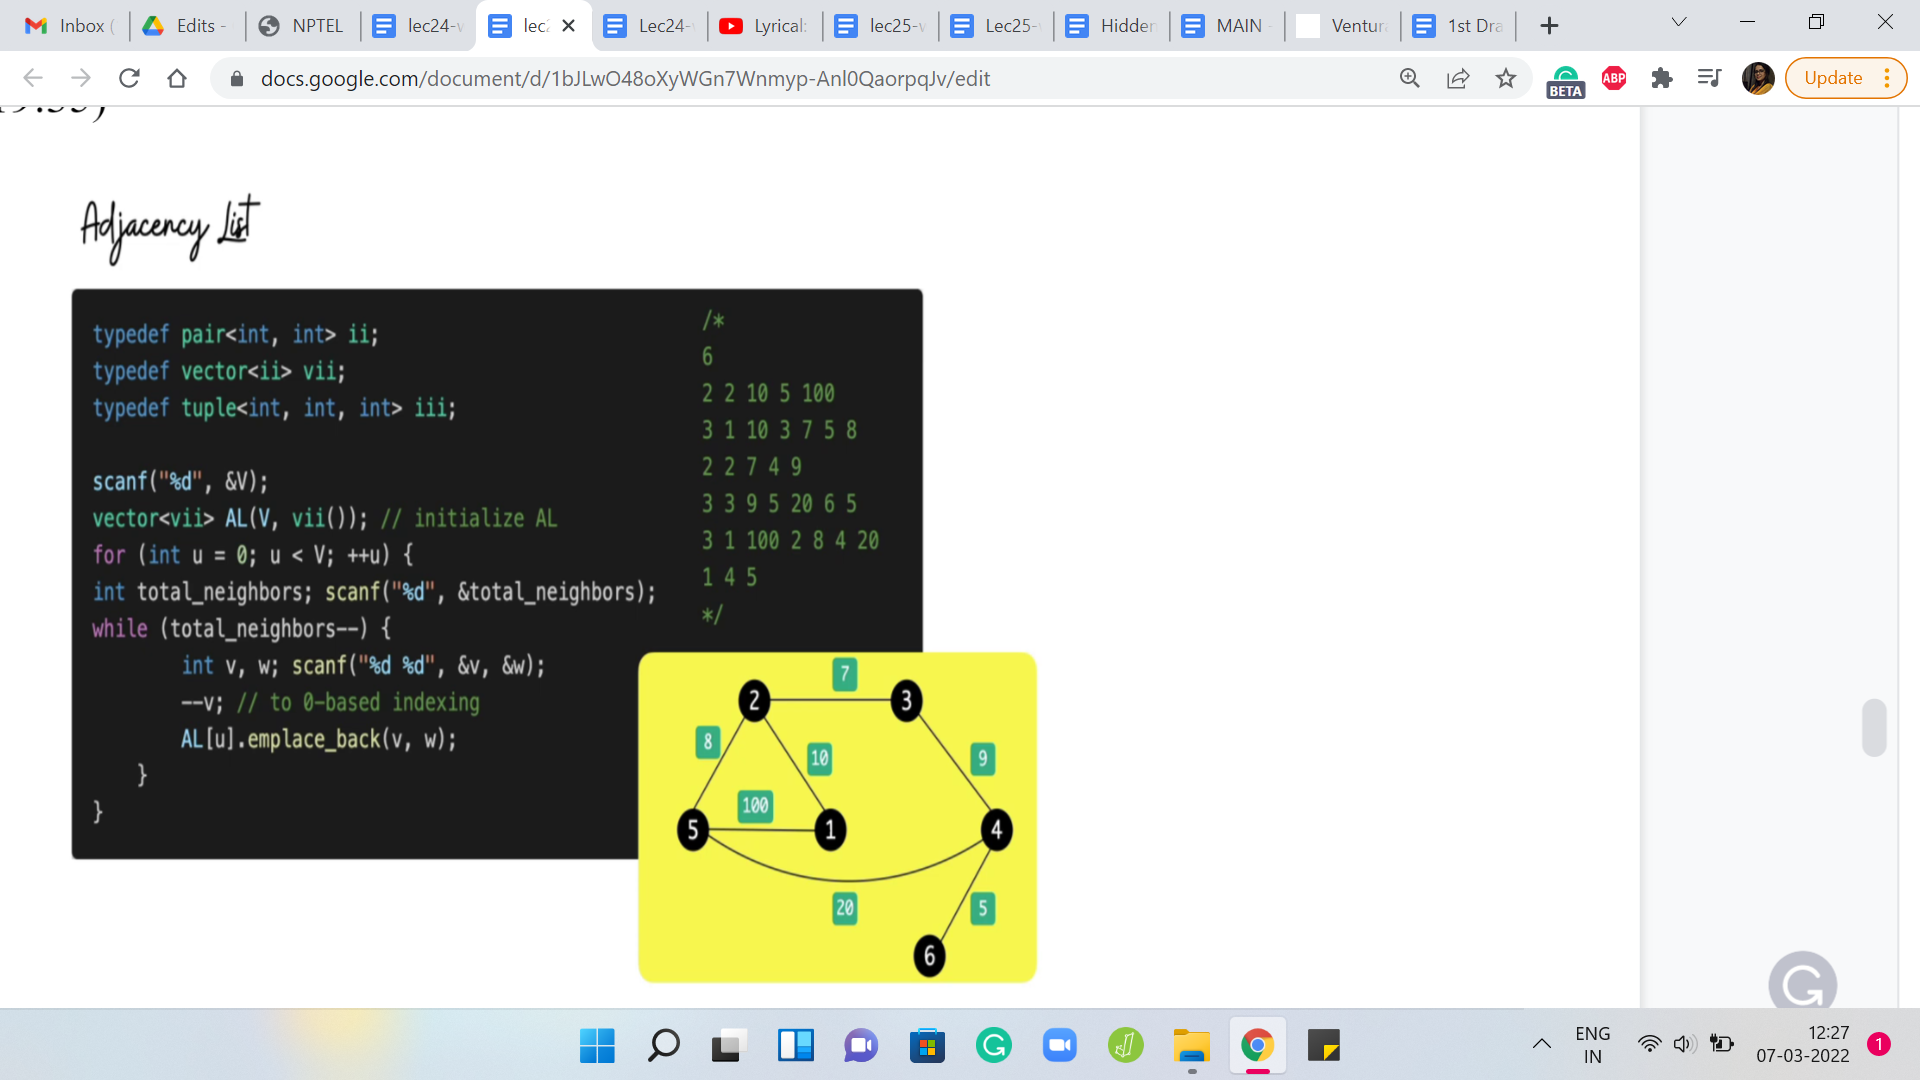 Inbox (
Edits -
NPTEL
lec24-v
lec2
Lec24-
Lyrical:
lec25-v
Lec25-
Hidden
MAIN
Ventura
1st Dra
docs.google.com/document/d/1bJLwO48oXyWGn7Wnmyp-Anl0QaorpqJv/edit
BETA
ABP
Update
Adjacency List
typedef pair<int, int> ii;
typedef vector<ii> vii;
typedef tuple<int, int, int> iii;
scanf("%d", &V);
vector<vii> AL(V, vii()); // initialize AL
for (int u = 0; u < V; ++u) {
int total_neighbors; scanf("%d", &total_neighbors);
while (total_neighbors--) {
int v, w; scanf("%d %d", &v, &w);
--v; // to 0-based indexing
AL[u].emplace_back(v, w);
}
}
/*
6
2 2 10 5 100
3 1 10 3 7 5 8
2 2 7 4 9
3 3 9 5 20 6 5
3 1 100 2 8 4 20
1 4 5
*/
7
2
3
8
10
9
100
5
1
4
20
5
6
ENG
IN
12:27
07-03-2022
1